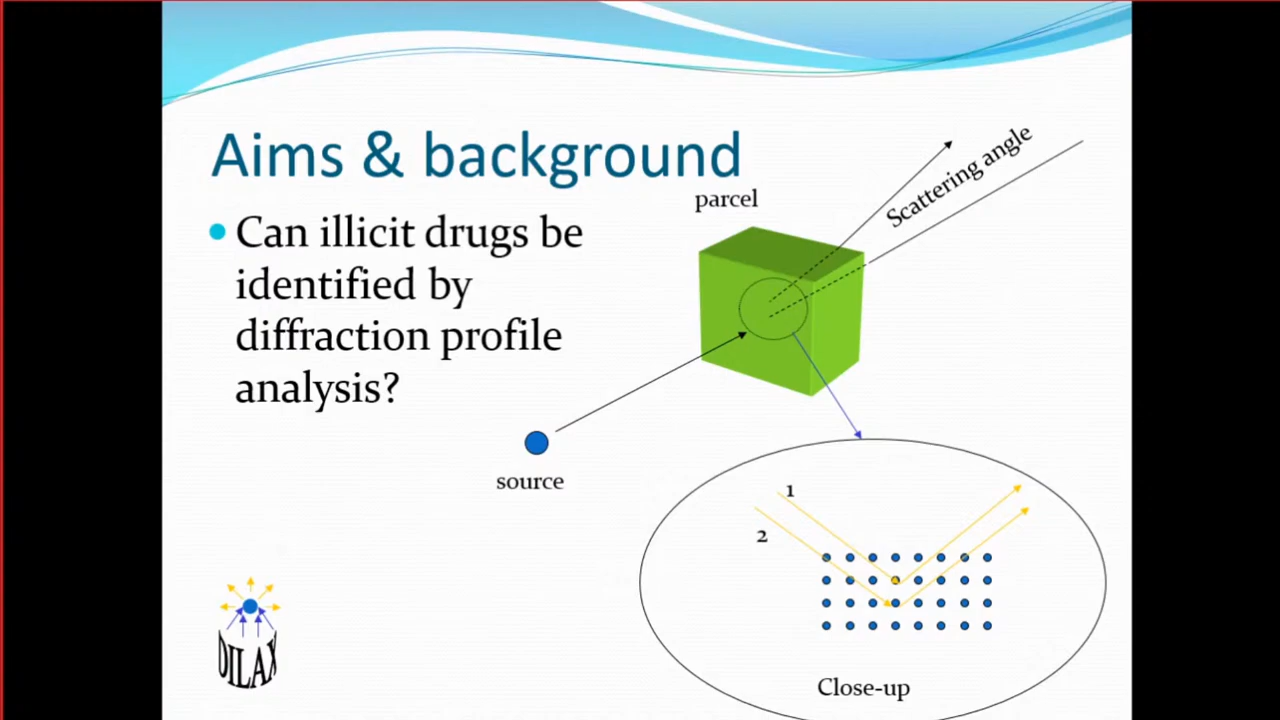 Aims & background
parcel
Scattering angle
Can illicit drugs be
identified by
diffraction profile
analysis?
source
1
2
Close-up
DILAX